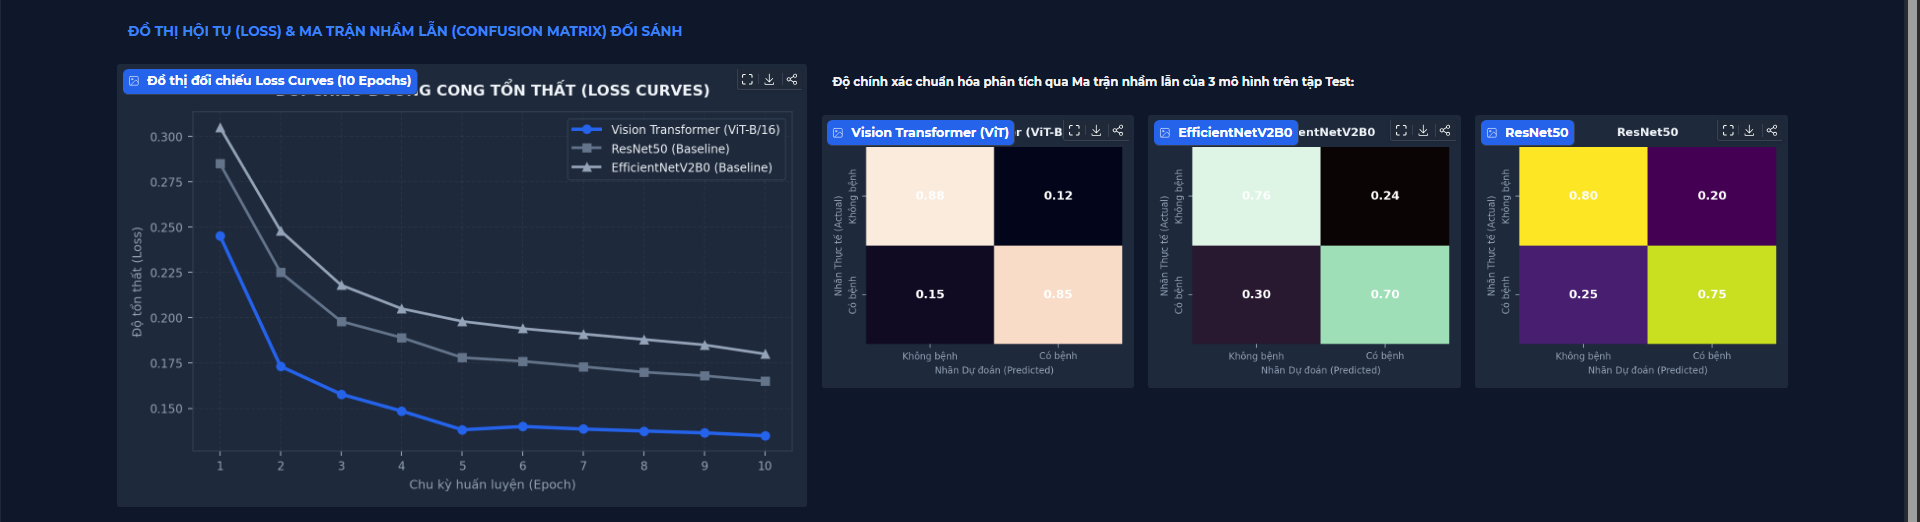 ĐỒ THỊ HỘI TỤ (LOSS) & MA TRẬN NHẦM LẪN (CONFUSION MATRIX) ĐỐI SÁNH
Đồ thị đối chiếu Loss Curves (10 Epochs)
CONG TỔN THẤT (LOSS CURVES)
Vision Transformer (ViT-B/16)
ResNet50 (Baseline)
EfficientNetV2B0 (Baseline)
Độ tổn thất (Loss)
0.300
0.275
0.250
0.225
0.200
0.175
0.150
1 2 3 4 5 6 7 8 9 10
Chu kỳ huấn luyện (Epoch)
Độ chính xác chuẩn hóa phân tích qua Ma trận nhầm lẫn của 3 mô hình trên tập Test:
Vision Transformer (ViT)
r (ViT-B
Nhãn Thực tế (Actual)
Không bệnh
Có bệnh
0.88 0.12
0.15 0.85
Không bệnh Có bệnh
Nhãn Dự đoán (Predicted)
EfficientNetV2B0
entNetV2B0
Nhãn Thực tế (Actual)
Không bệnh
Có bệnh
0.76 0.24
0.30 0.70
Không bệnh Có bệnh
Nhãn Dự đoán (Predicted)
ResNet50
ResNet50
Nhãn Thực tế (Actual)
Không bệnh
Có bệnh
0.80 0.20
0.25 0.75
Không bệnh Có bệnh
Nhãn Dự đoán (Predicted)